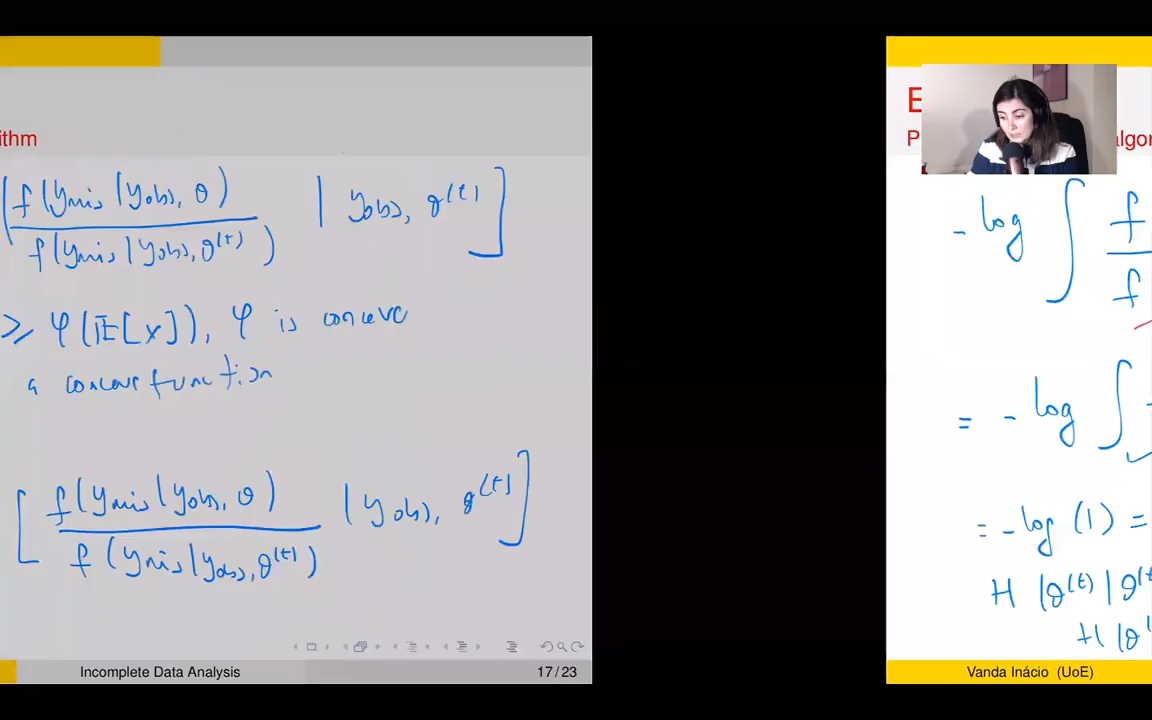 ithm
f(ymis|yobs, θ)
f(ymis|yobs, θ(t)) | yobs, θ(t)]
≥ φ(E[x]), φ is concave
a concave function
[f(ymis|yobs, θ)
f(ymis|yobs, θ(t)) | yobs, θ(t)]
Incomplete Data Analysis 17/23
E
P algor
- log ∫ f
f
= - log ∫
= -log (1) =
H (θ(t) | θ(t
H (θ(
Vanda Inácio (UoE)